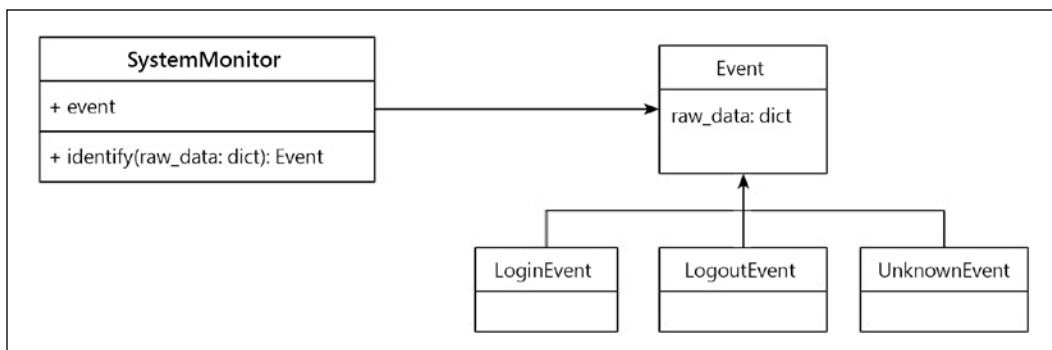 SystemMonitor
+ event
+ identify(raw_data: dict): Event
Event
raw_data: dict
LoginEvent
LogoutEvent
UnknownEvent